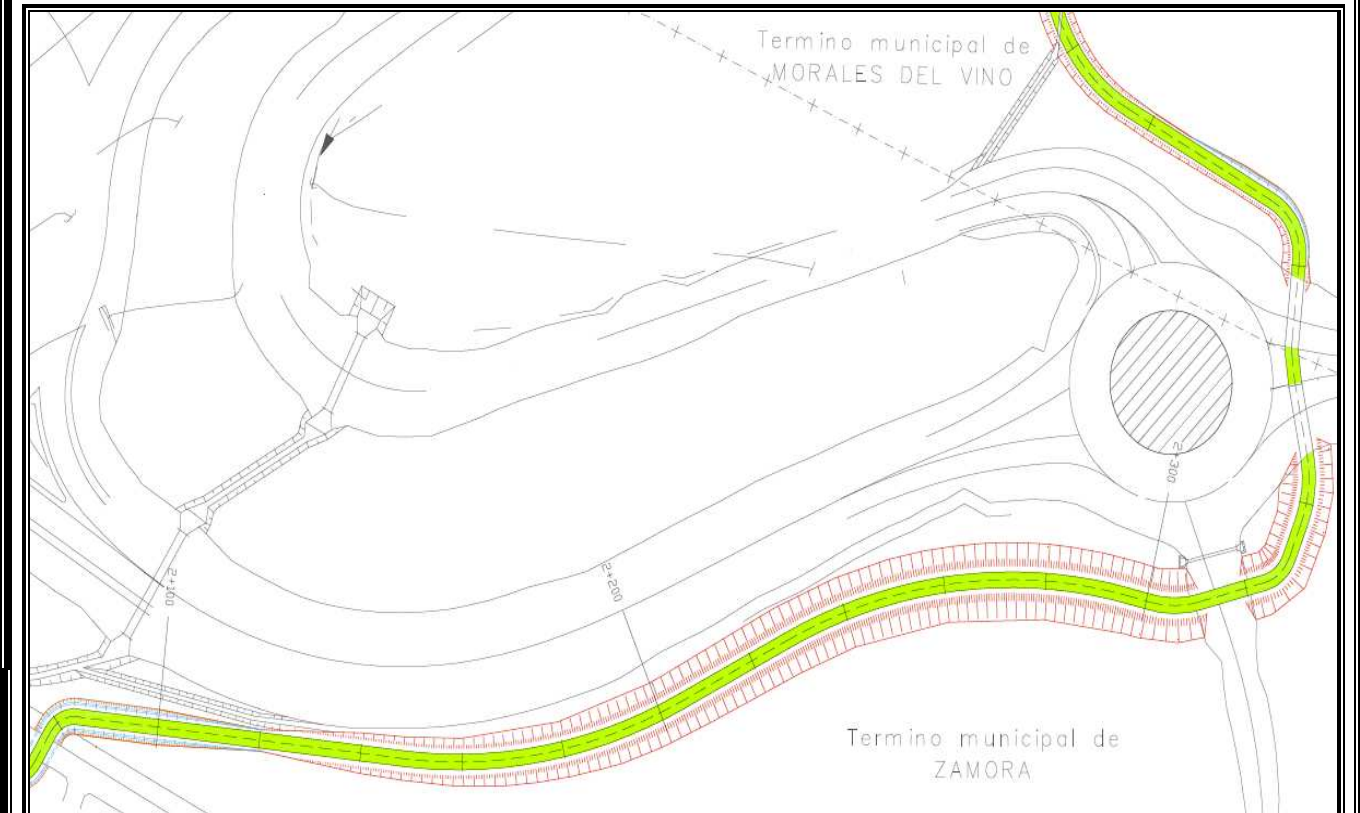 Termino municipal de
MORALES DEL VINO
2+300
2+200
2+100
Termino municipal de
ZAMORA